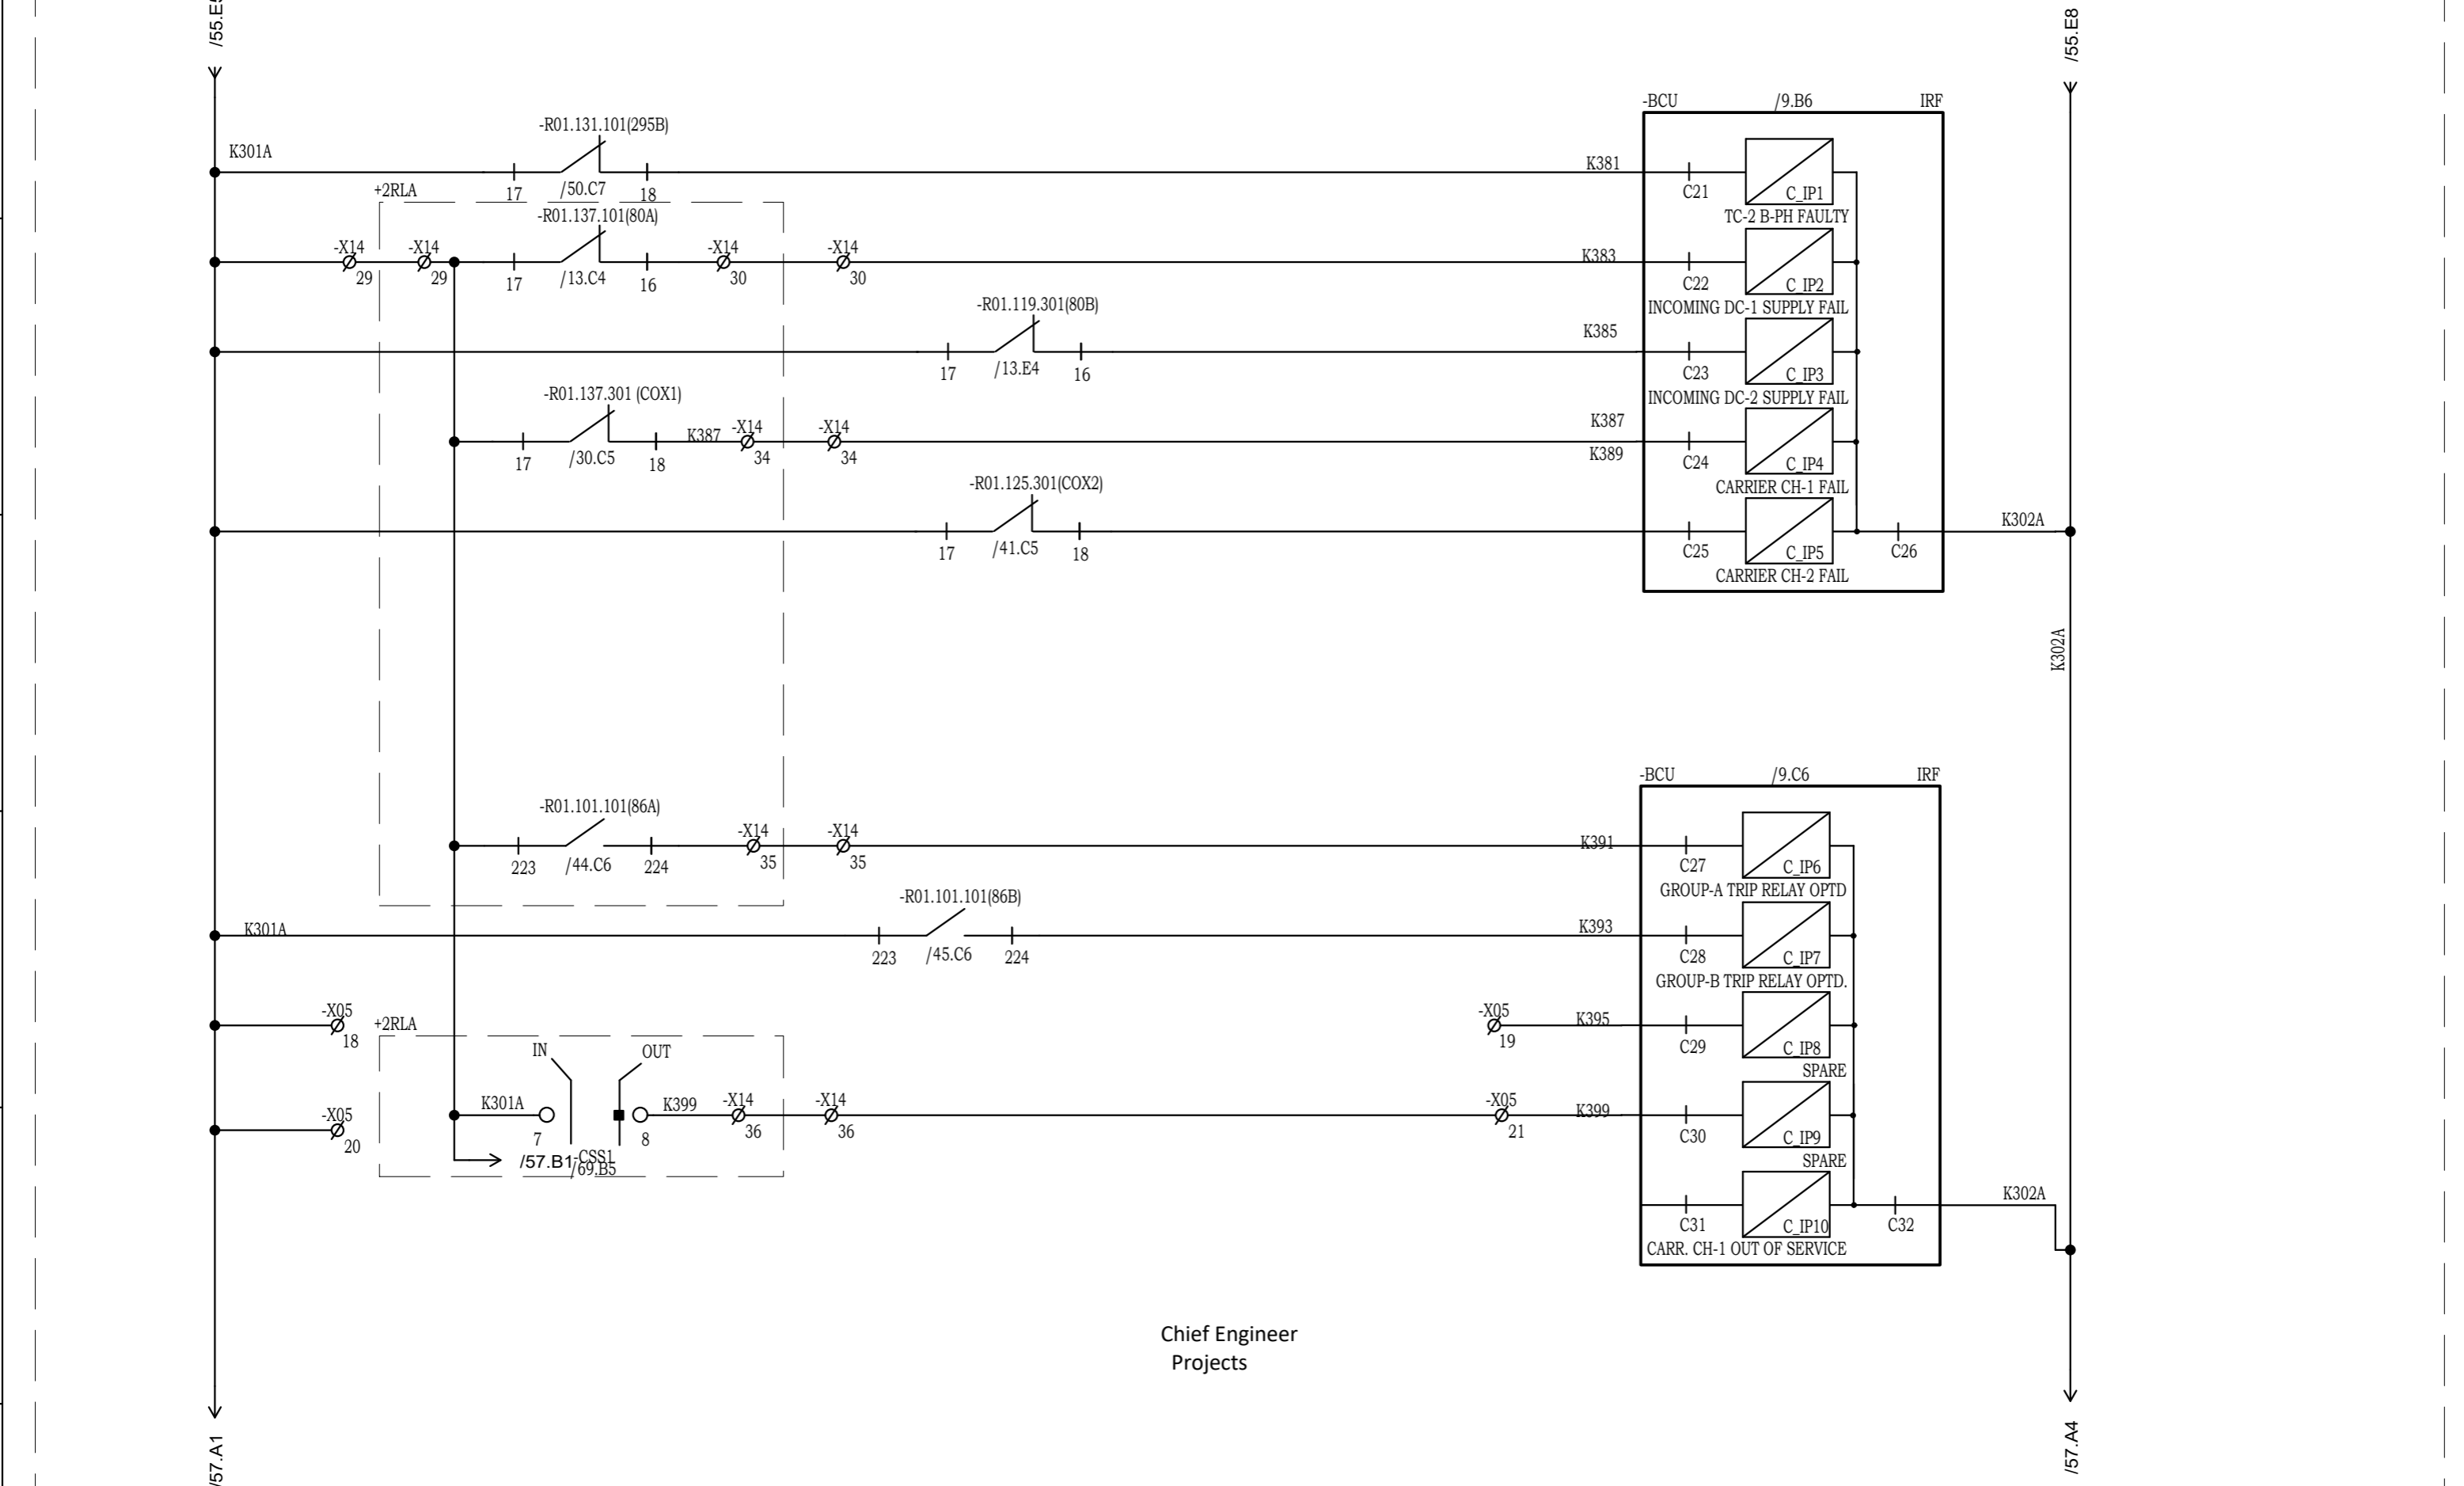 /55.E8
-BCU /9.B6 IRF
-R01.131.101(295B)
K301A
K381
17 /50.C7 18
C21 C_IP1
+2RLA
TC-2 B-PH FAULTY
-R01.137.101(80A)
-X14 -X14 -X14 -X14
K383
29 29 17 /13.C4 16 30 30
C22 C_IP2
INCOMING DC-1 SUPPLY FAIL
-R01.119.301(80B)
K385
17 /13.E4 16
C23 C_IP3
INCOMING DC-2 SUPPLY FAIL
-R01.137.301 (COX1)
K387 -X14 -X14
K387
17 /30.C5 18 34 34
K389
C24 C_IP4
CARRIER CH-1 FAIL
-R01.125.301(COX2)
K302A
17 /41.C5 18
C25 C_IP5 C26
CARRIER CH-2 FAIL
K302A
-BCU /9.C6 IRF
-R01.101.101(86A)
-X14 -X14
K391
223 /44.C6 224 35 35
C27 C_IP6
GROUP-A TRIP RELAY OPTD
-R01.101.101(86B)
K301A
K393
223 /45.C6 224
C28 C_IP7
GROUP-B TRIP RELAY OPTD.
-X05
18
+2RLA
-X05
19
K395
C29 C_IP8
SPARE
IN OUT
K301A K399 -X14 -X14
K399
7 8 36 36 21
-X05
C30 C_IP9
SPARE
-X05
20
/57.B1
-CSS1
/69.B5
K302A
C31 C_IP10 C32
CARR. CH-1 OUT OF SERVICE
Chief Engineer
Projects
/57.A1
/57.A4